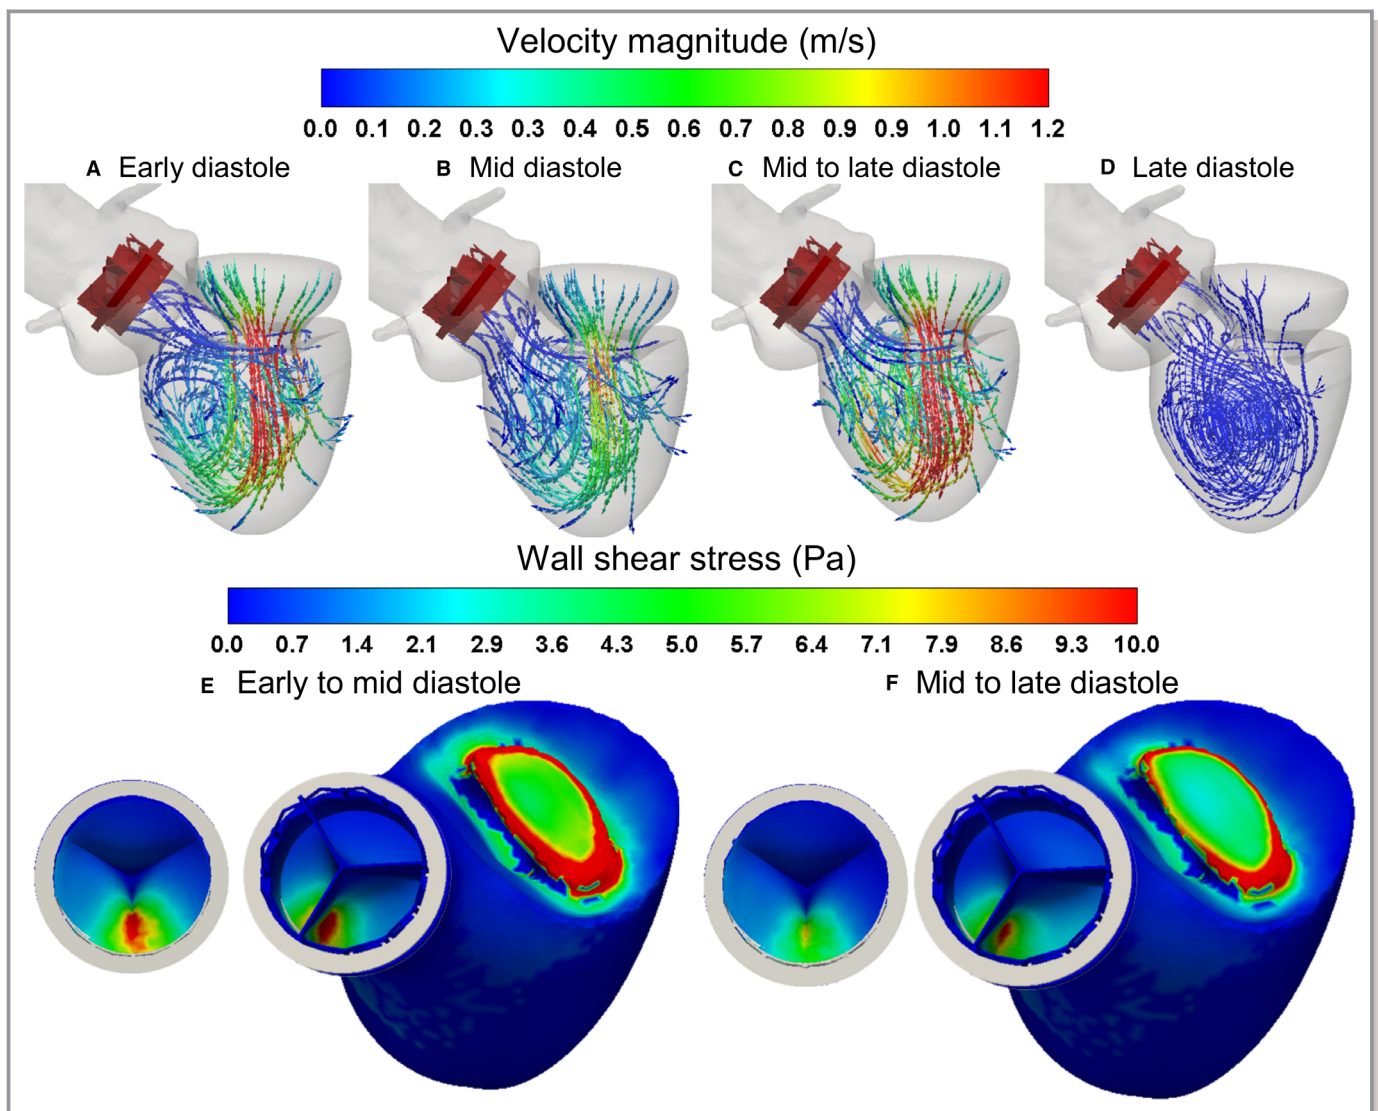 Velocity magnitude (m/s)
0.0 0.1 0.2 0.3 0.3 0.4 0.5 0.6 0.7 0.8 0.9 0.9 1.0 1.1 1.2
A Early diastole
B Mid diastole
C Mid to late diastole
D Late diastole
Wall shear stress (Pa)
0.0 0.7 1.4 2.1 2.9 3.6 4.3 5.0 5.7 6.4 7.1 7.9 8.6 9.3 10.0
E Early to mid diastole
F Mid to late diastole